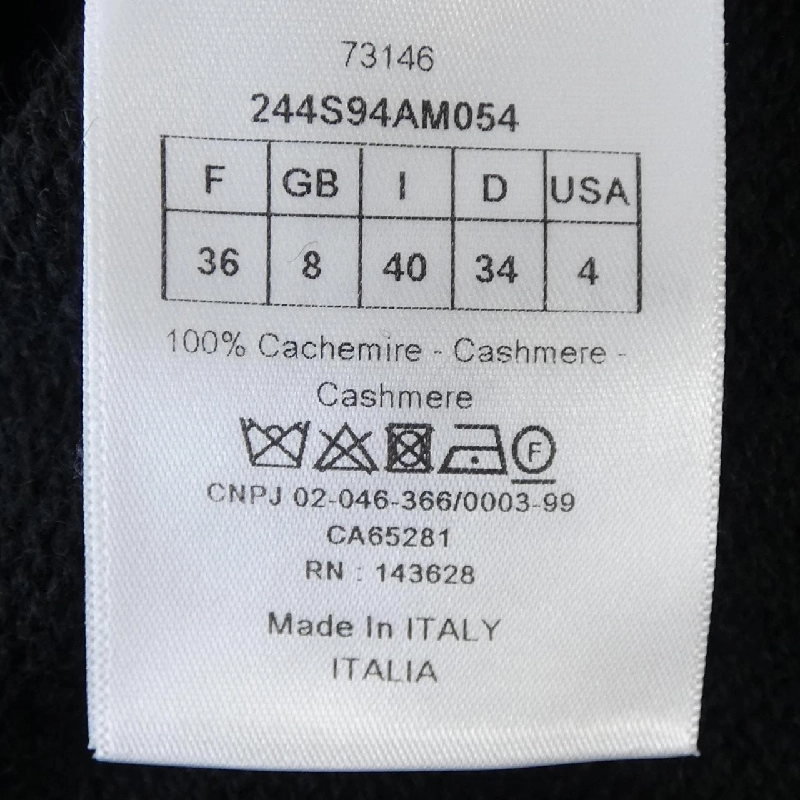 73146
244S94AM054
F GB I D USA
36 8 40 34 4
100% Cachemire - Cashmere -
Cashmere
F
CNPJ 02-046-366/0003-99
CA65281
RN : 143628
Made In ITALY
ITALIA